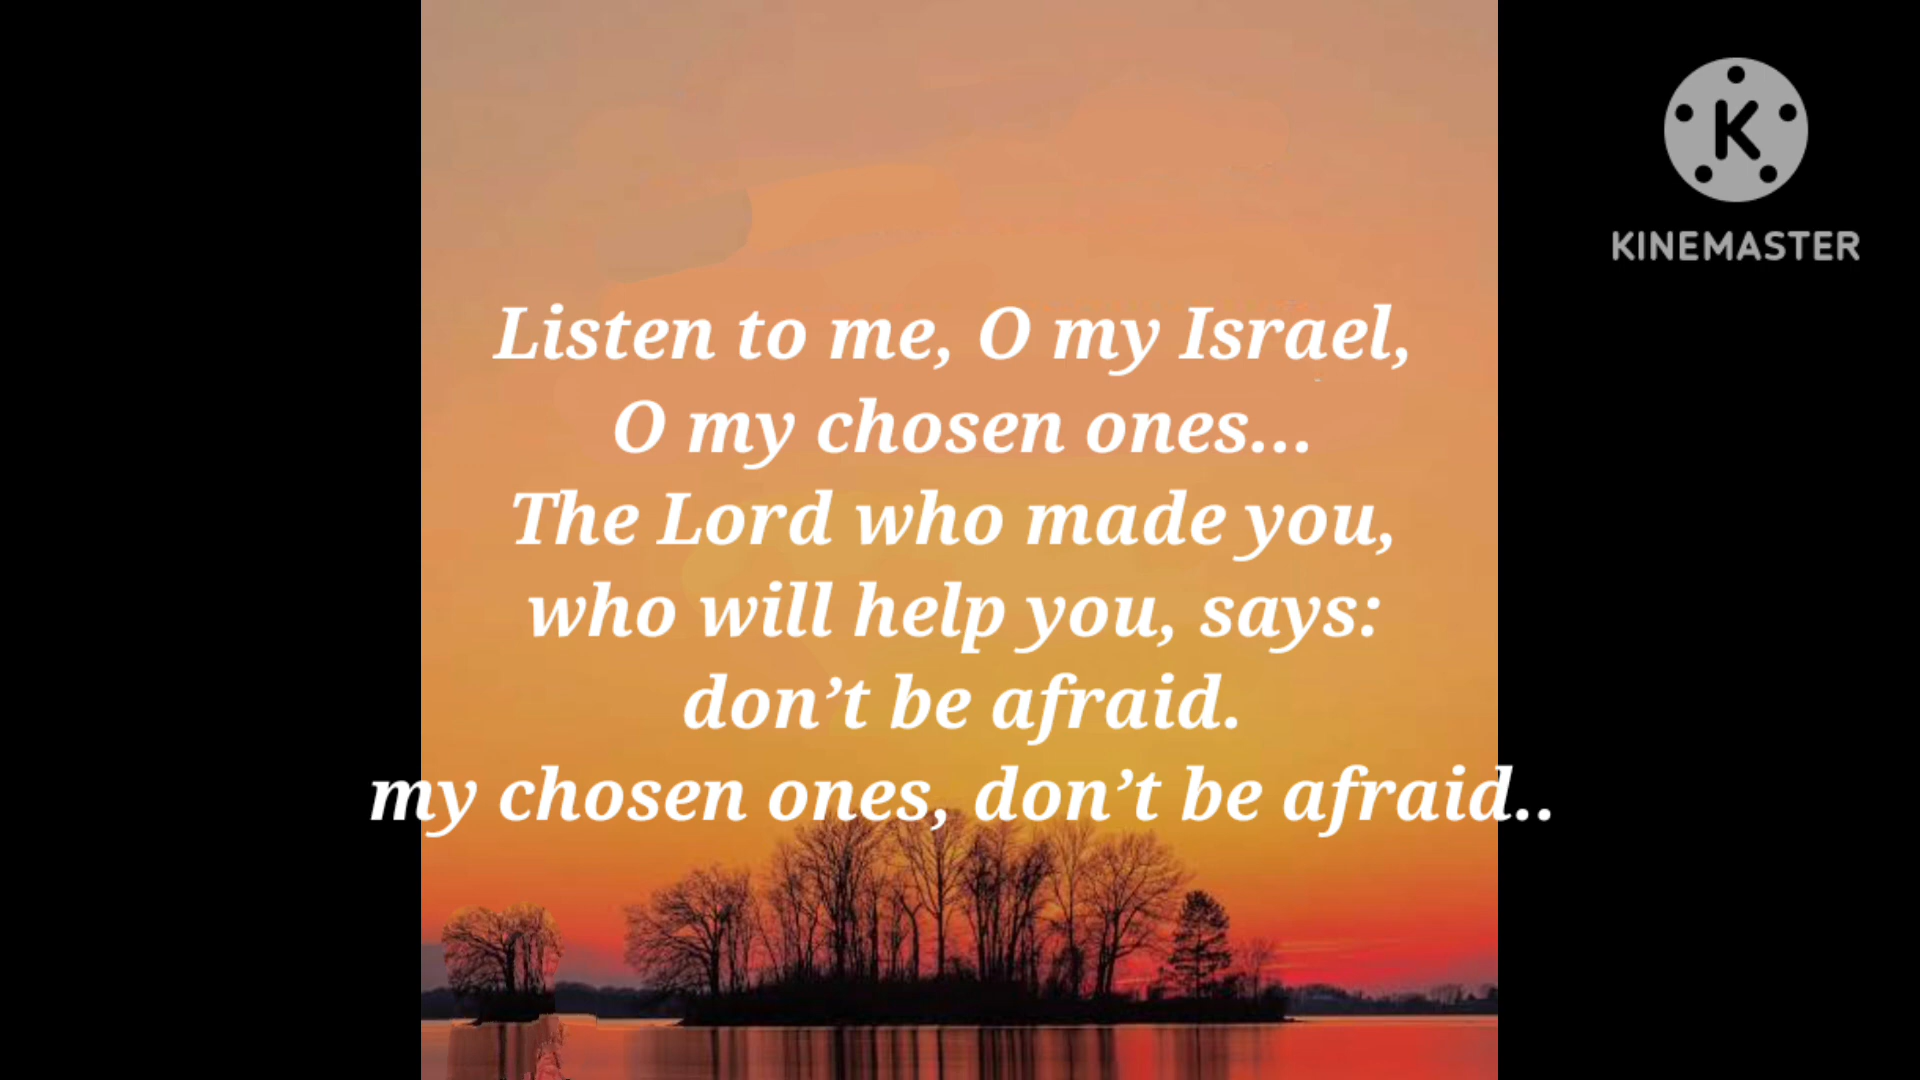 Listen to me, O my Israel,
O my chosen ones...
The Lord who made you,
who will help you, says:
don’t be afraid.
my chosen ones, don’t be afraid..
K
KINEMASTER